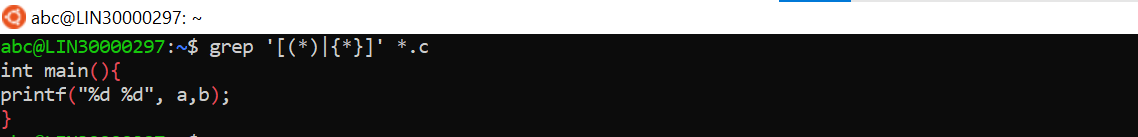 abc@LIN30000297: ~
abc@LIN30000297:~$ grep '[(*)|{*}]' *.c
int main(){
printf("%d %d", a,b);
}